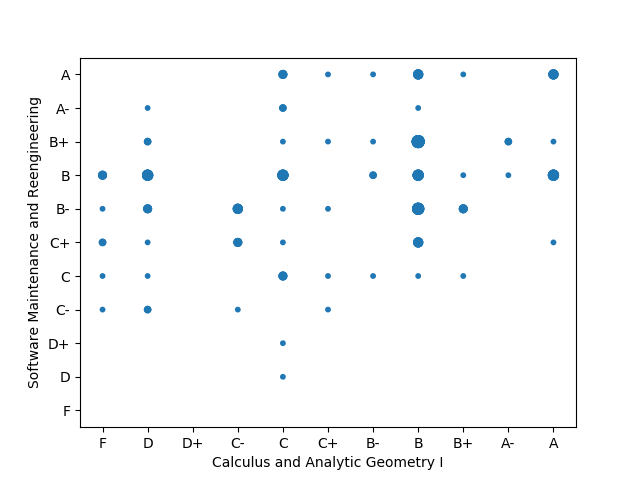 Software Maintenance and Reengineering
A
A-
B+
B
B-
C+
C
C-
D+
D
F
F D D+ C- C C+ B- B B+ A- A
Calculus and Analytic Geometry I